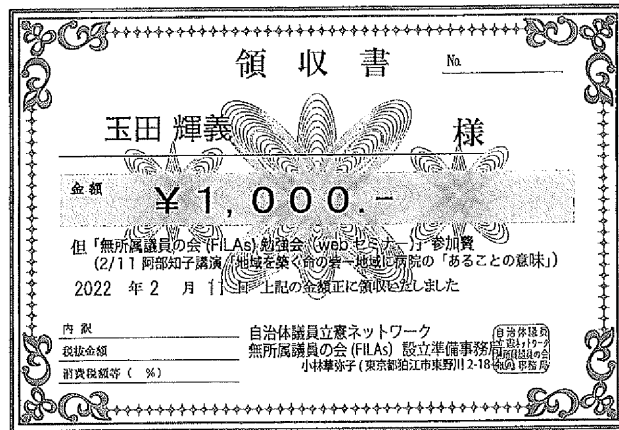 領収書 No.
玉田 輝義 様
金額 ¥1,000.-
但「無所属議員の会(FILAs)勉強会(webセミナー)」参加費
(2/11 阿部知子講演「地域を築く命の砦ー地域に病院の「あることの意味」)
2022 年 2 月 11 日 上記の金額正に領収いたしました
内 訳
税抜金額
消費税額等( %)
自治体議員立憲ネットワーク
無所属議員の会(FILAs) 設立準備事務局
小林華弥子(東京都狛江市東野川2-18-
自治体議員